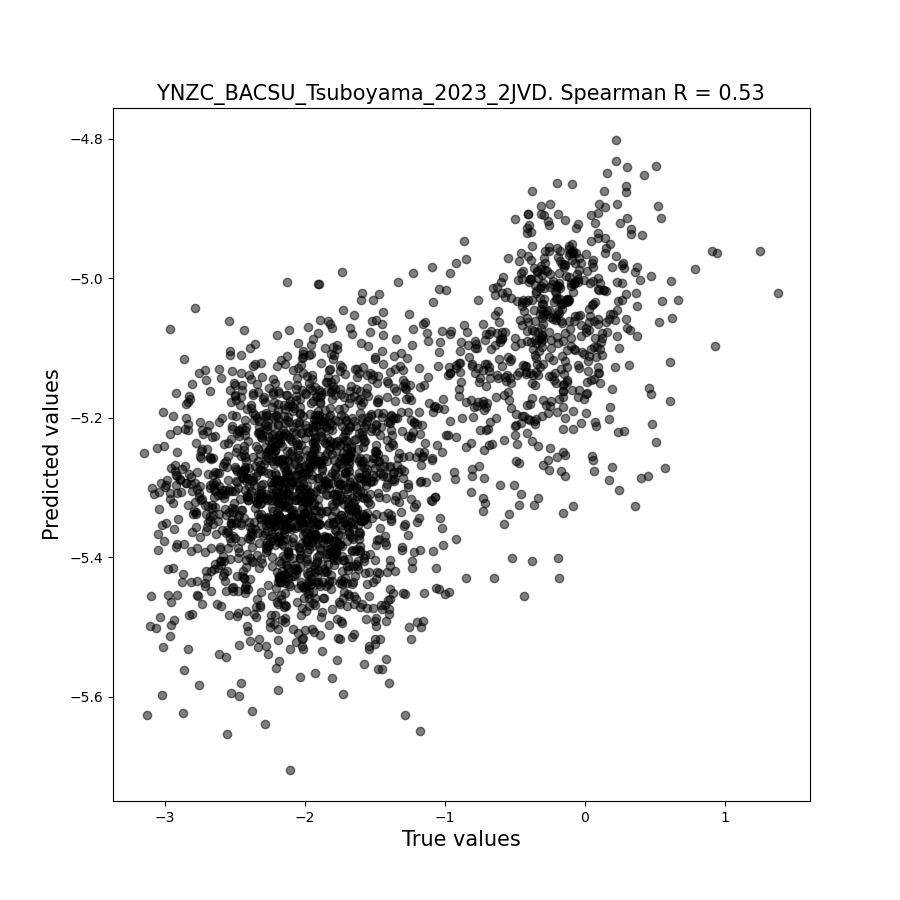 YNZC_BACSU_Tsuboyama_2023_2JVD. Spearman R = 0.53
Predicted values
−4.8
−5.0
−5.2
−5.4
−5.6
−3 −2 −1 0 1
True values